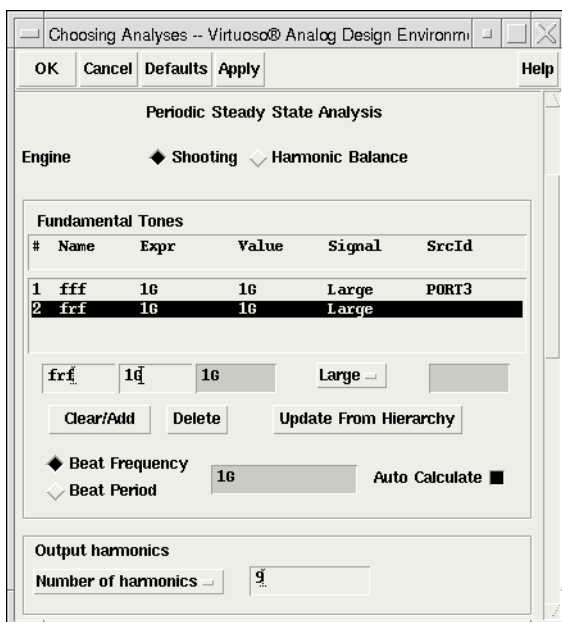 Choosing Analyses -- Virtuoso® Analog Design Environm
OK Cancel Defaults Apply Help
Periodic Steady State Analysis
Engine Shooting Harmonic Balance
Fundamental Tones
# Name Expr Value Signal SrcId
1 fff 1G 1G Large PORT3
2 frf 1G 1G Large
frf 1G 1G Large
Clear/Add Delete Update From Hierarchy
Beat Frequency
Beat Period
1G Auto Calculate
Output harmonics
Number of harmonics 9